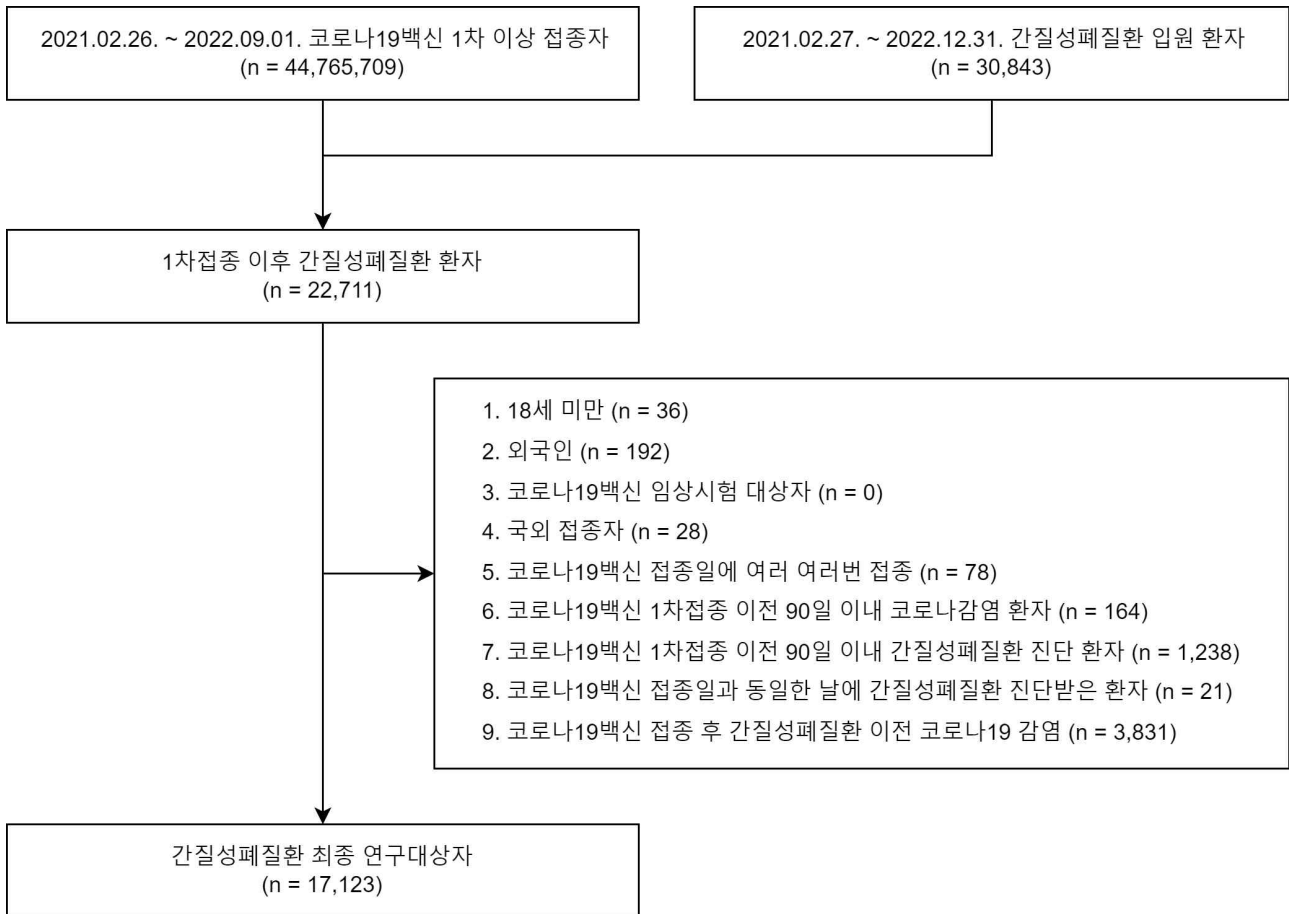 2021.02.26. ~ 2022.09.01. 코로나19백신 1차 이상 접종자
(n = 44,765,709)
2021.02.27. ~ 2022.12.31. 간질성폐질환 입원 환자
(n = 30,843)
1차접종 이후 간질성폐질환 환자
(n = 22,711)
1. 18세 미만 (n = 36)
2. 외국인 (n = 192)
3. 코로나19백신 임상시험 대상자 (n = 0)
4. 국외 접종자 (n = 28)
5. 코로나19백신 접종일에 여러 여러번 접종 (n = 78)
6. 코로나19백신 1차접종 이전 90일 이내 코로나감염 환자 (n = 164)
7. 코로나19백신 1차접종 이전 90일 이내 간질성폐질환 진단 환자 (n = 1,238)
8. 코로나19백신 접종일과 동일한 날에 간질성폐질환 진단받은 환자 (n = 21)
9. 코로나19백신 접종 후 간질성폐질환 이전 코로나19 감염 (n = 3,831)
간질성폐질환 최종 연구대상자
(n = 17,123)